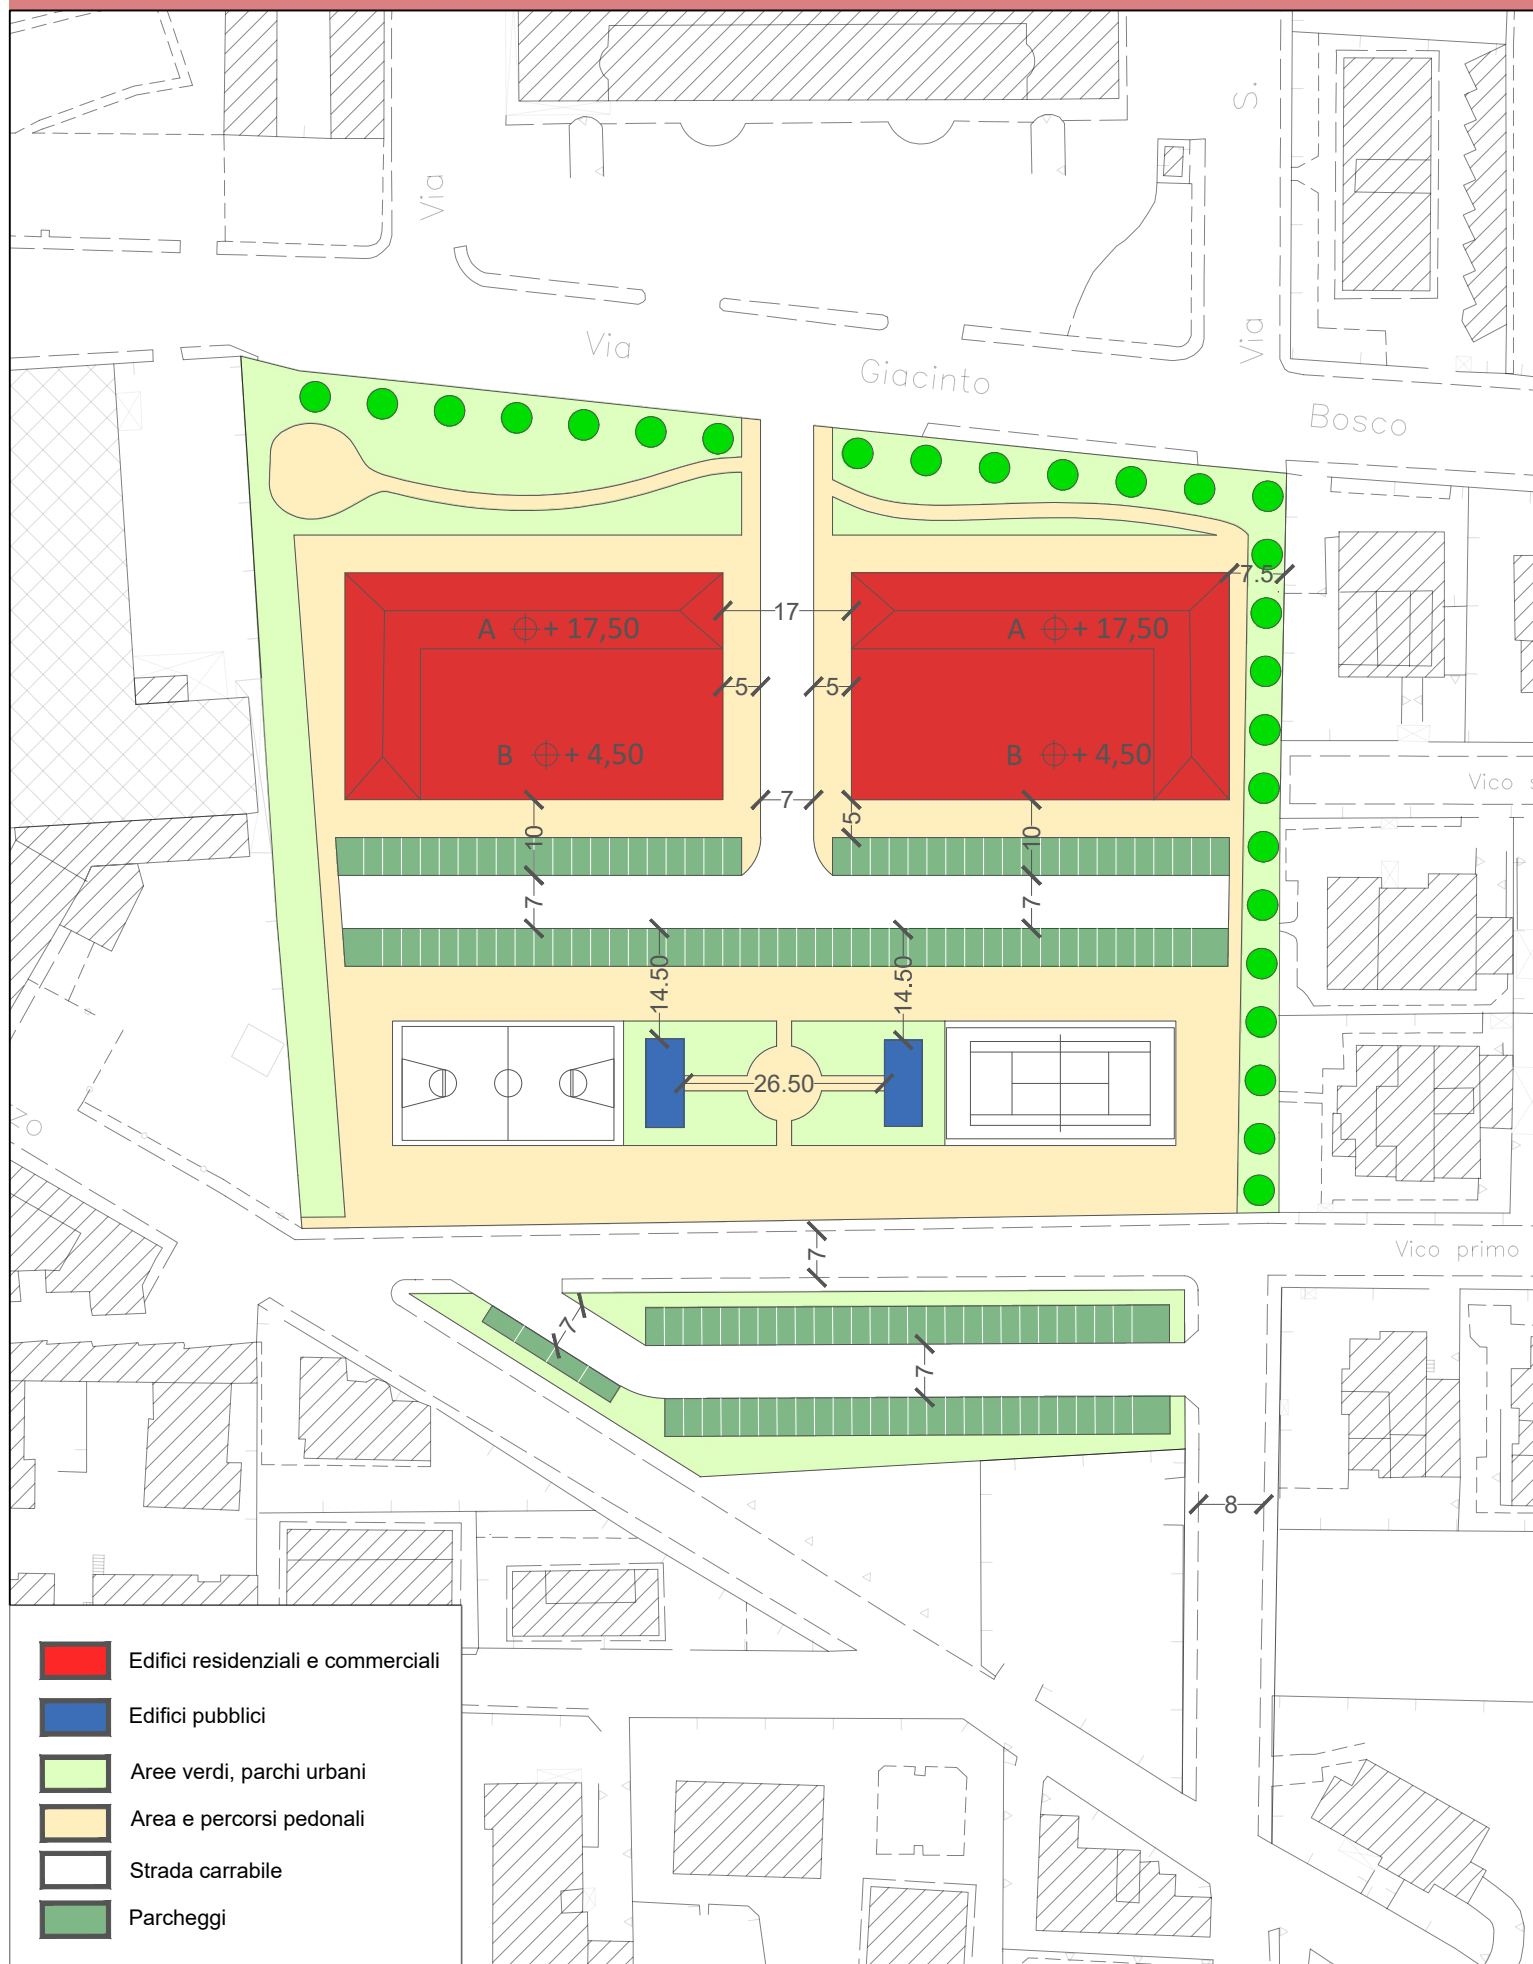 S.
Via
Via
Via
Giacinto
Bosco
7.5
17
A + 17,50
A + 17,50
5
5
B + 4,50
B + 4,50
Vico s
7
5
10
10
7
7
14.50
14.50
26.50
7
Vico primo
7
7
8
Edifici residenziali e commerciali
Edifici pubblici
Aree verdi, parchi urbani
Area e percorsi pedonali
Strada carrabile
Parcheggi